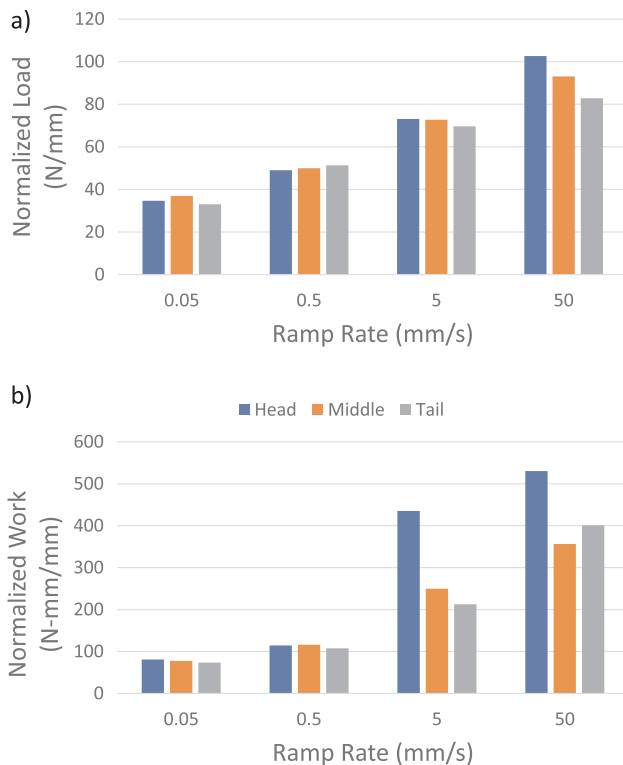 a)
Normalized Load
(N/mm)
120
100
80
60
40
20
0
0.05 0.5 5 50
Ramp Rate (mm/s)
b)
Head Middle Tail
Normalized Work
(N-mm/mm)
600
500
400
300
200
100
0
0.05 0.5 5 50
Ramp Rate (mm/s)